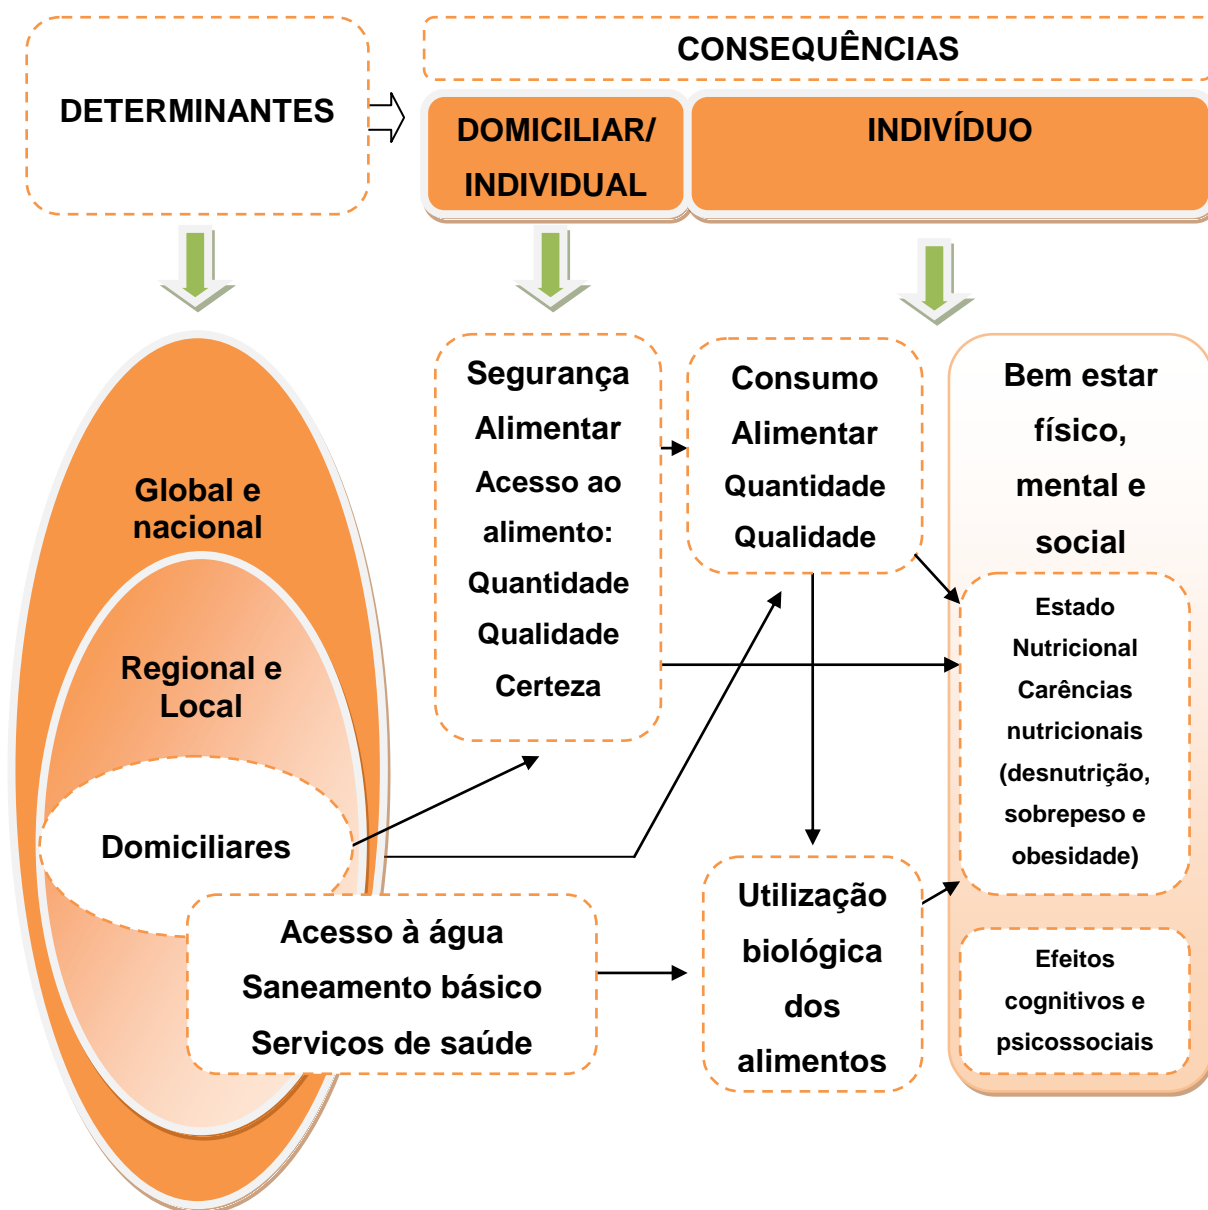 DETERMINANTES
CONSEQUÊNCIAS
DOMICILIAR/
INDIVIDUAL
INDIVÍDUO
Global e
nacional
Regional e
Local
Domiciliares
Acesso à água
Saneamento básico
Serviços de saúde
Segurança
Alimentar
Acesso ao
alimento:
Quantidade
Qualidade
Certeza
Consumo
Alimentar
Quantidade
Qualidade
Utilização
biológica
dos
alimentos
Bem estar
físico,
mental e
social
Estado
Nutricional
Carências
nutricionais
(desnutrição,
sobrepeso e
obesidade)
Efeitos
cognitivos e
psicossociais